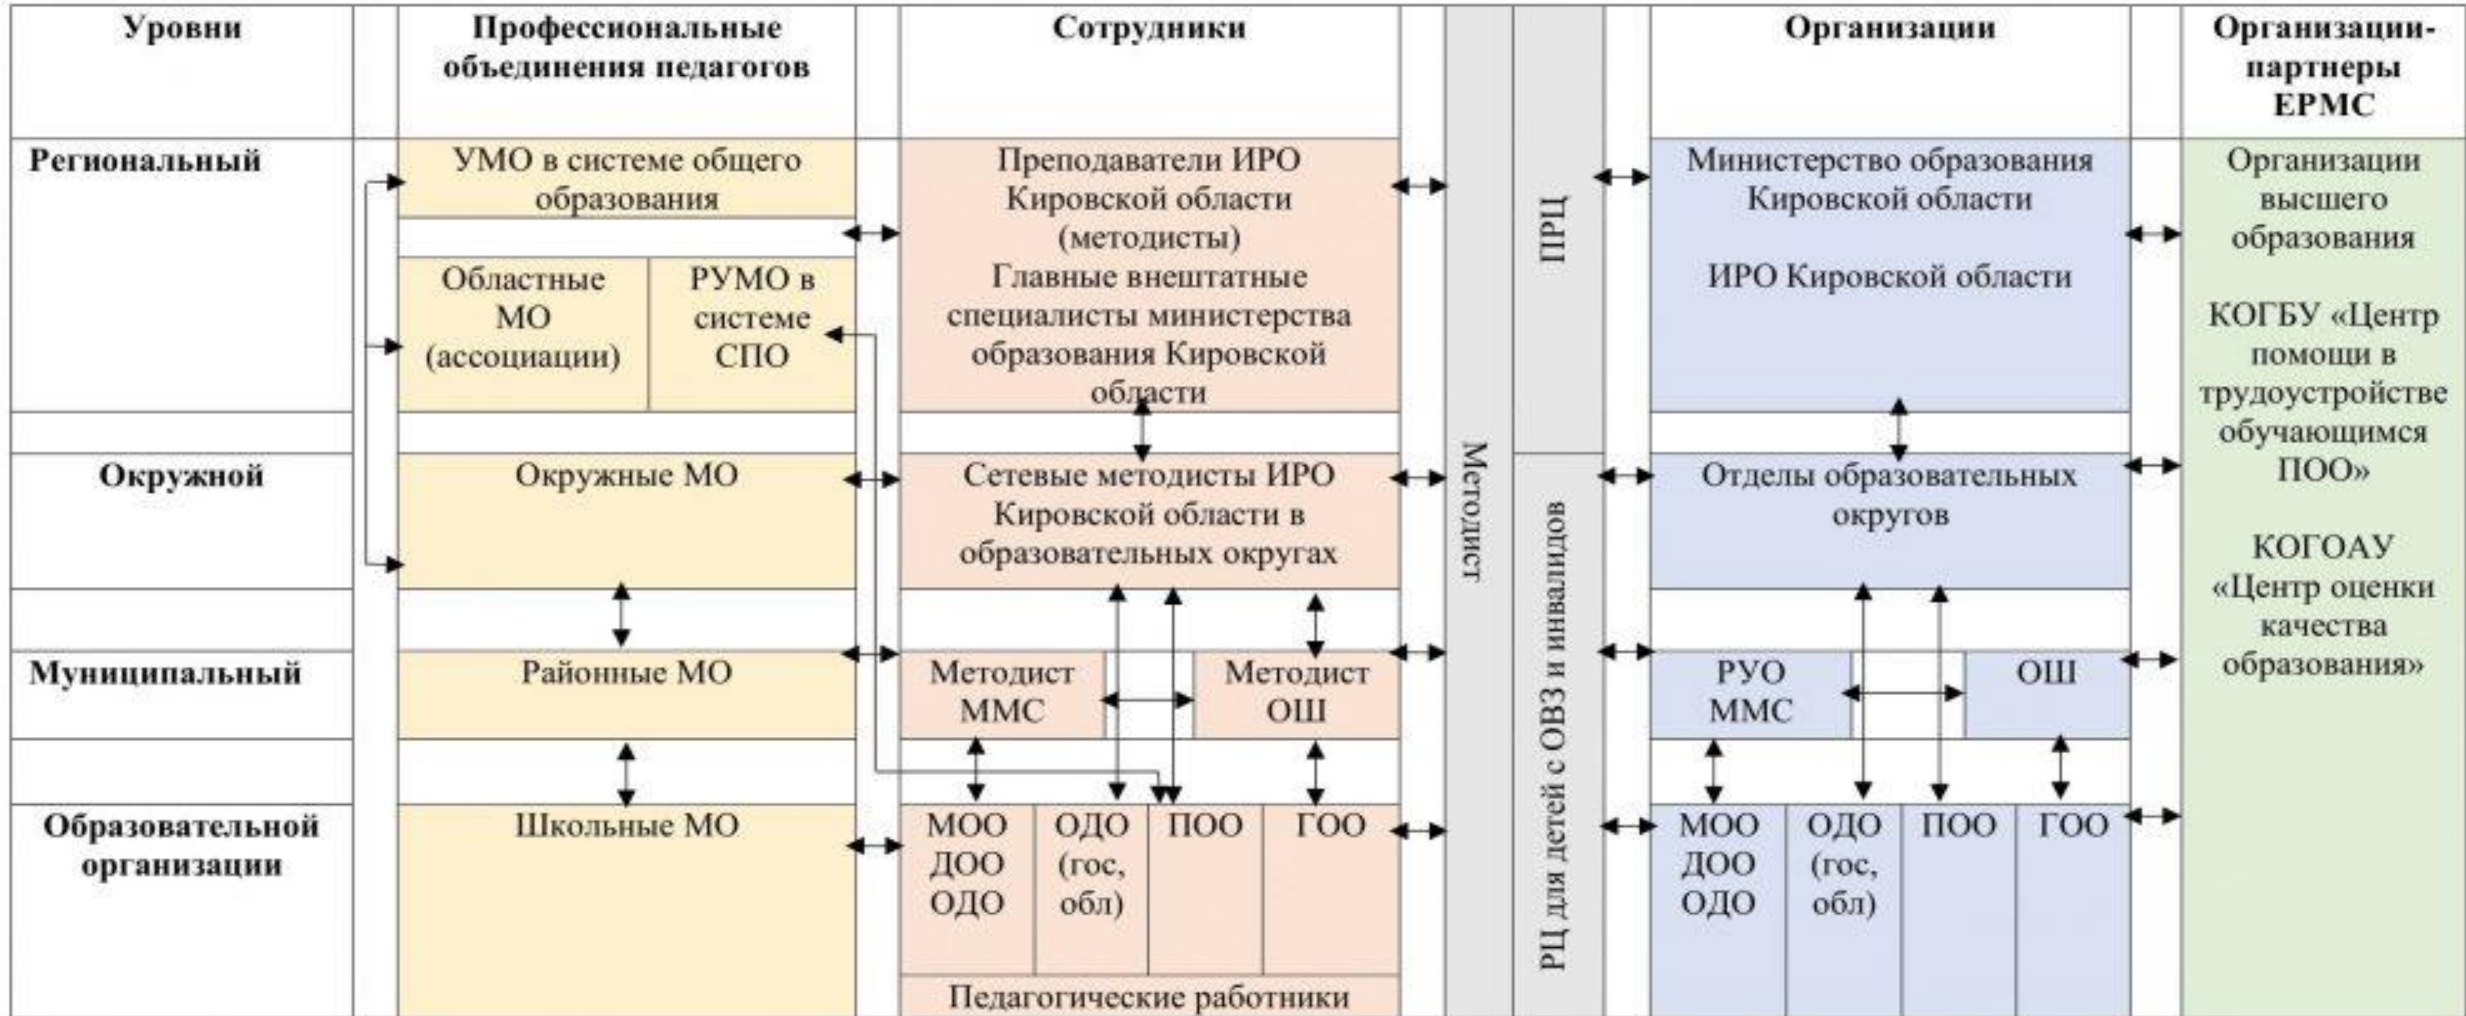 Уровни
Профессиональные
объединения педагогов
Сотрудники
Организации
Организации-
партнеры
ЕРМС
Региональный
УМО в системе общего
образования
Областные
МО
(ассоциации)
РУМО в
системе
СПО
Преподаватели ИРО
Кировской области
(методисты)
Главные внештатные
специалисты министерства
образования Кировской
области
Методист
ПРЦ
РЦ для детей с ОВЗ и инвалидов
Министерство образования
Кировской области
ИРО Кировской области
Организации
высшего
образования
КОГБУ «Центр
помощи в
трудоустройстве
обучающимся
ПОО»
КОГОАУ
«Центр оценки
качества
образования»
Окружной
Окружные МО
Сетевые методисты ИРО
Кировской области в
образовательных округах
Отделы образовательных
округов
Муниципальный
Районные МО
Методист
ММС
Методист
ОШ
РУО
ММС
ОШ
Образовательной
организации
Школьные МО
МОО
ДОО
ОДО
ОДО
(гос,
обл)
ПОО
ГОО
Педагогические работники
МОО
ДОО
ОДО
ОДО
(гос,
обл)
ПОО
ГОО